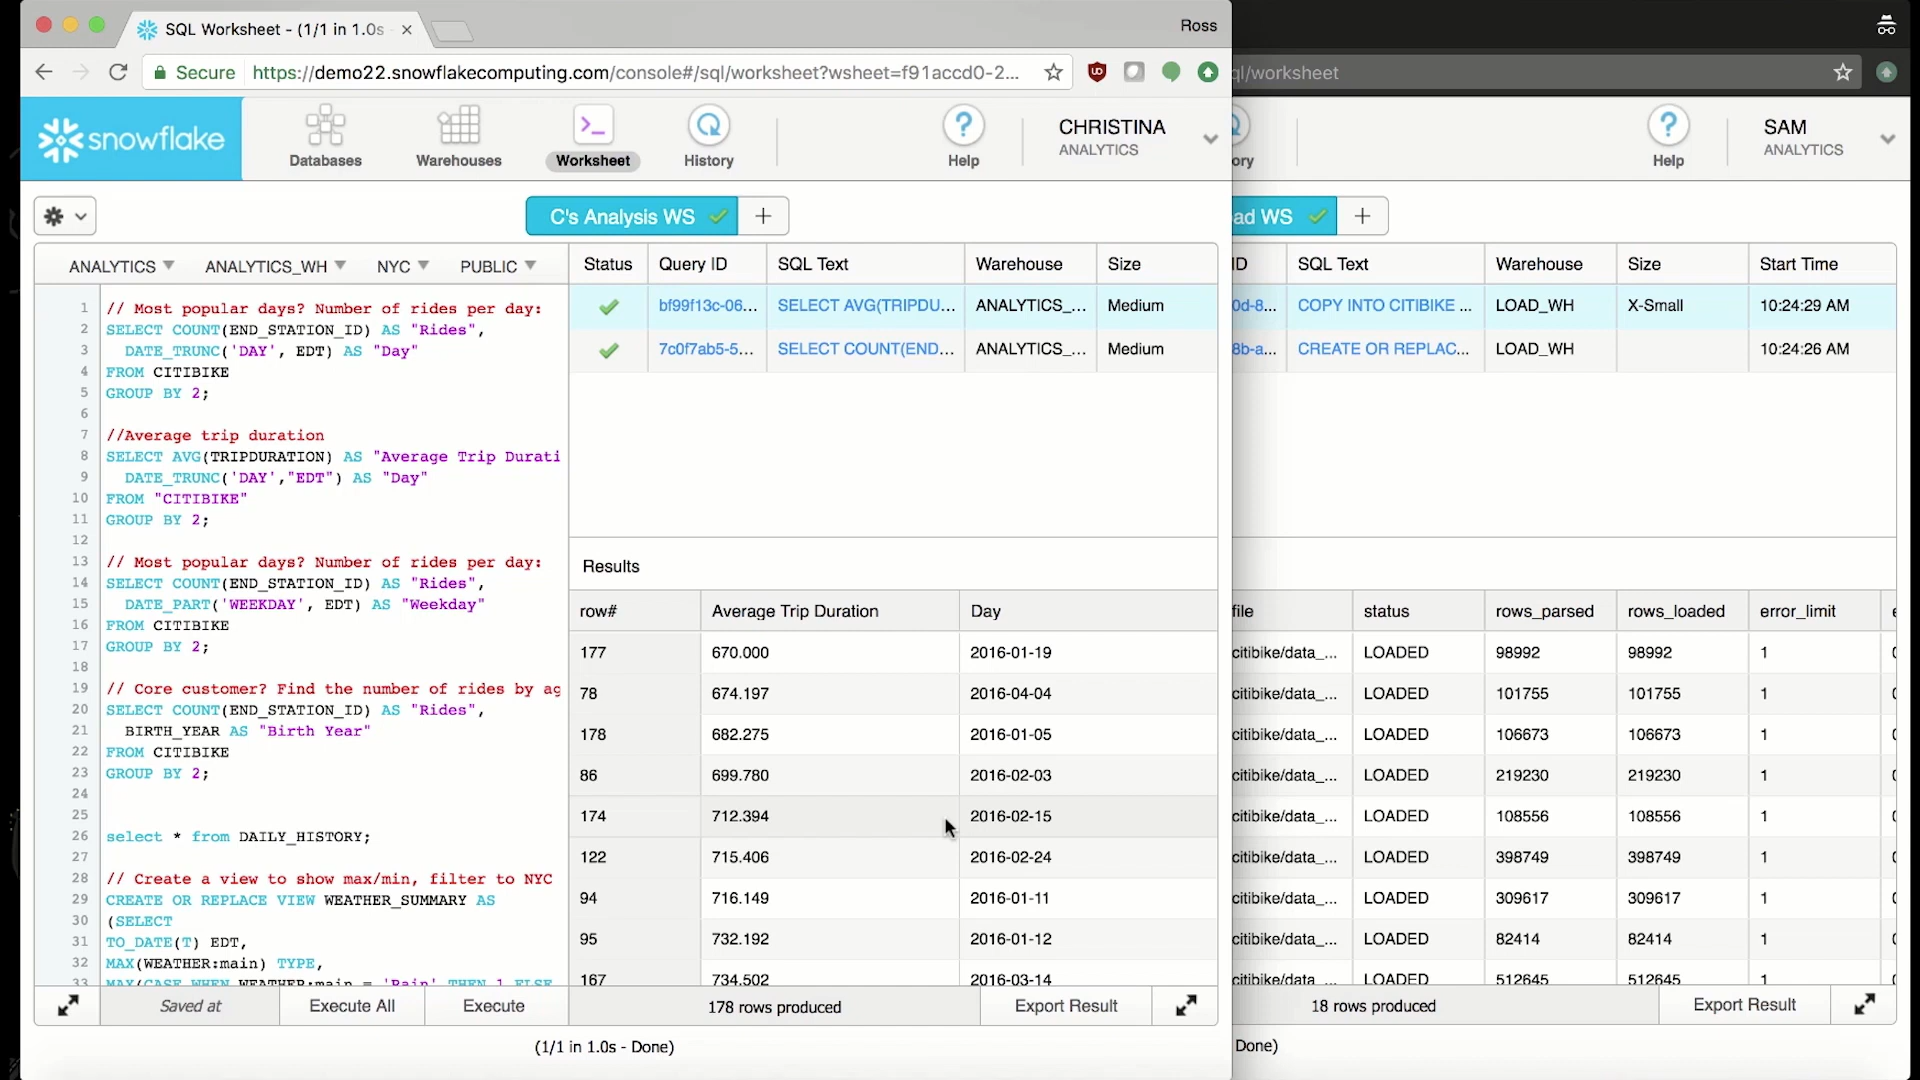 SQL Worksheet - (1/1 in 1.0s
Ross
Secure
https://demo22.snowflakecomputing.com/console#/sql/worksheet?wsheet=f91accd0-2...
ql/worksheet
snowflake
Databases
Warehouses
Worksheet
History
Help
CHRISTINA
ANALYTICS
ory
Help
SAM
ANALYTICS
C's Analysis WS
+
ad WS
+
ANALYTICS
ANALYTICS_WH
NYC
PUBLIC
1 // Most popular days? Number of rides per day:
2 SELECT COUNT(END_STATION_ID) AS "Rides",
3 DATE_TRUNC('DAY', EDT) AS "Day"
4 FROM CITIBIKE
5 GROUP BY 2;
6
7 //Average trip duration
8 SELECT AVG(TRIPDURATION) AS "Average Trip Durati
9 DATE_TRUNC('DAY',"EDT") AS "Day"
10 FROM "CITIBIKE"
11 GROUP BY 2;
12
13 // Most popular days? Number of rides per day:
14 SELECT COUNT(END_STATION_ID) AS "Rides",
15 DATE_PART('WEEKDAY', EDT) AS "Weekday"
16 FROM CITIBIKE
17 GROUP BY 2;
18
19 // Core customer? Find the number of rides by ag
20 SELECT COUNT(END_STATION_ID) AS "Rides",
21 BIRTH_YEAR AS "Birth Year"
22 FROM CITIBIKE
23 GROUP BY 2;
24
25
26 select * from DAILY_HISTORY;
27
28 // Create a view to show max/min, filter to NYC
29 CREATE OR REPLACE VIEW WEATHER_SUMMARY AS
30 (SELECT
31 TO_DATE(T) EDT,
32 MAX(WEATHER:main) TYPE,
33 MAX(CASE WHEN WEATHER:main = 'Rain' THEN 1 ELSE
Saved at
Execute All
Execute
Status Query ID SQL Text Warehouse Size
bf99f13c-06... SELECT AVG(TRIPDU... ANALYTICS_... Medium
7c0f7ab5-5... SELECT COUNT(END... ANALYTICS_... Medium
Results
row# Average Trip Duration Day
177 670.000 2016-01-19
78 674.197 2016-04-04
178 682.275 2016-01-05
86 699.780 2016-02-03
174 712.394 2016-02-15
122 715.406 2016-02-24
94 716.149 2016-01-11
95 732.192 2016-01-12
167 734.502 2016-03-14
178 rows produced
Export Result
(1/1 in 1.0s - Done)
ID SQL Text Warehouse Size Start Time
0d-8... COPY INTO CITIBIKE ... LOAD_WH X-Small 10:24:29 AM
8b-a... CREATE OR REPLAC... LOAD_WH 10:24:26 AM
file status rows_parsed rows_loaded error_limit
citibike/data_... LOADED 98992 98992 1
citibike/data_... LOADED 101755 101755 1
citibike/data_... LOADED 106673 106673 1
citibike/data_... LOADED 219230 219230 1
citibike/data_... LOADED 108556 108556 1
citibike/data_... LOADED 398749 398749 1
citibike/data_... LOADED 309617 309617 1
citibike/data_... LOADED 82414 82414 1
citibike/data_... LOADED 512645 512645 1
18 rows produced
Export Result
Done)